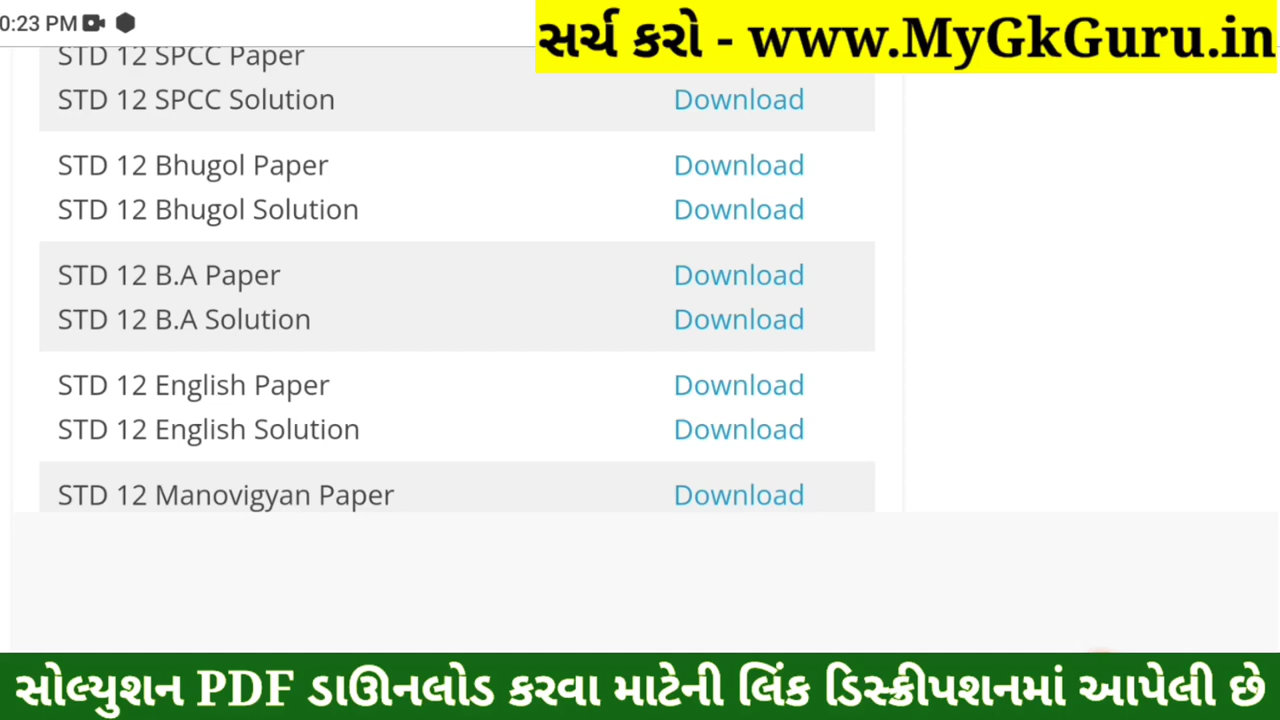 0:23 PM
સર્ચ કરો - www.MyGkGuru.in
STD 12 SPCC Paper
STD 12 SPCC Solution Download
STD 12 Bhugol Paper Download
STD 12 Bhugol Solution Download
STD 12 B.A Paper Download
STD 12 B.A Solution Download
STD 12 English Paper Download
STD 12 English Solution Download
STD 12 Manovigyan Paper Download
સોલ્યુશન PDF ડાઊનલોડ કરવા માટેની લિંક ડિસ્ક્રીપશનમાં આપેલી છે